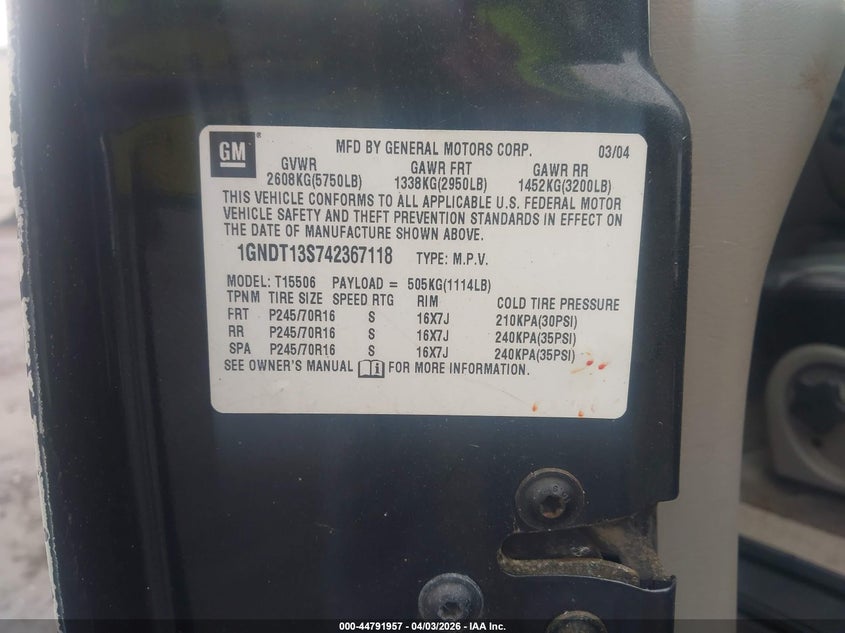 GM
®
MFD BY GENERAL MOTORS CORP. 03/04
GVWR GAWR FRT GAWR RR
2608KG(5750LB) 1338KG(2950LB) 1452KG(3200LB)
THIS VEHICLE CONFORMS TO ALL APPLICABLE U.S. FEDERAL MOTOR
VEHICLE SAFETY AND THEFT PREVENTION STANDARDS IN EFFECT ON
THE DATE OF MANUFACTURE SHOWN ABOVE.
1GNDT13S742367118 TYPE: M.P.V.
MODEL: T15506 PAYLOAD = 505KG(1114LB)
TPNM TIRE SIZE SPEED RTG RIM COLD TIRE PRESSURE
FRT P245/70R16 S 16X7J 210KPA(30PSI)
RR P245/70R16 S 16X7J 240KPA(35PSI)
SPA P245/70R16 S 16X7J 240KPA(35PSI)
SEE OWNER'S MANUAL i FOR MORE INFORMATION.
000-44791957 - 04/03/2026 - IAA Inc.